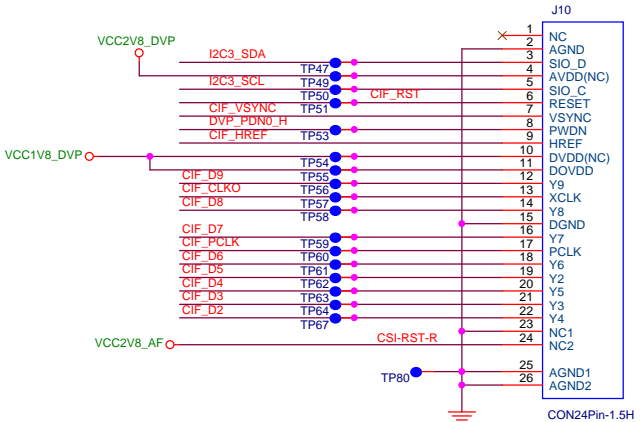 J10
1 NC
VCC2V8_DVP
2 AGND
I2C3_SDA 3 SIO_D
TP47 4 AVDD(NC)
I2C3_SCL TP49 5 SIO_C
TP50 CIF_RST 6 RESET
CIF_VSYNC TP51 7 VSYNC
DVP_PDN0_H 8 PWDN
CIF_HREF TP53 9 HREF
VCC1V8_DVP 10 DVDD(NC)
TP54 11 DOVDD
CIF_D9 TP55 12 Y9
CIF_CLKO TP56 13 XCLK
CIF_D8 TP57 14 Y8
TP58 15 DGND
CIF_D7 16 Y7
CIF_PCLK TP59 17 PCLK
CIF_D6 TP60 18 Y6
CIF_D5 TP61 19 Y2
CIF_D4 TP62 20 Y5
CIF_D3 TP63 21 Y3
CIF_D2 TP64 22 Y4
TP67 23 NC1
VCC2V8_AF CSI-RST-R 24 NC2
25 AGND1
TP80 26 AGND2
CON24Pin-1.5H